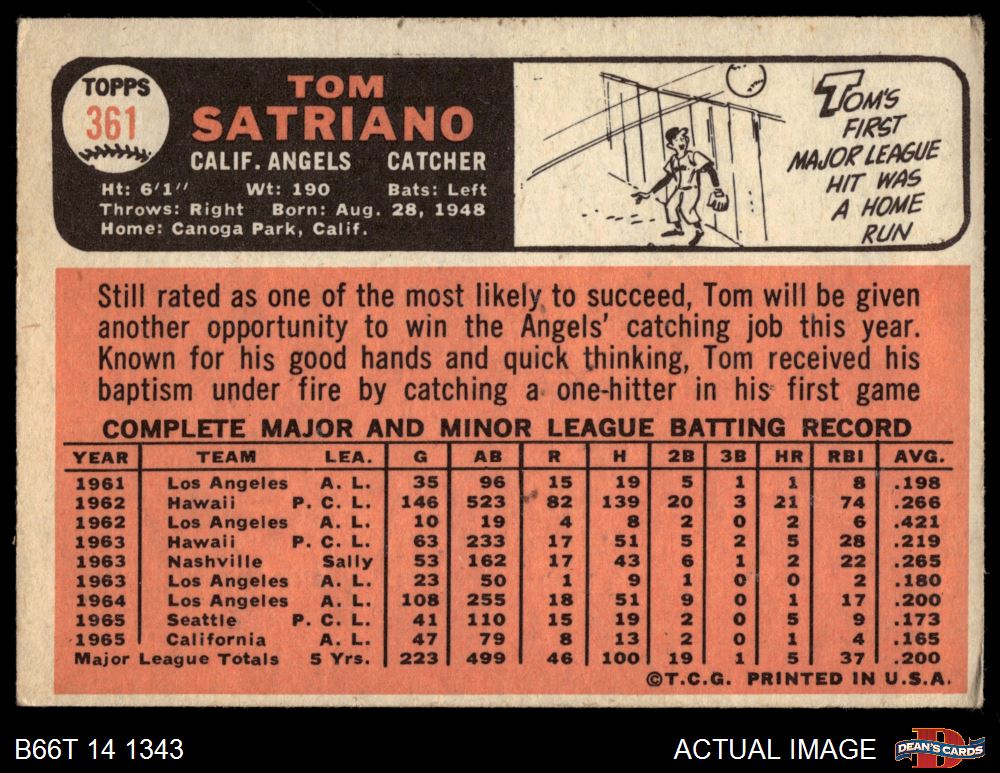 TOPPS
361
TOM
SATRIANO
CALIF. ANGELS CATCHER
Ht: 6'1" Wt: 190 Bats: Left
Throws: Right Born: Aug. 28, 1948
Home: Canoga Park, Calif.
TOM'S
FIRST
MAJOR LEAGUE
HIT WAS
A HOME
RUN
Still rated as one of the most likely to succeed, Tom will be given
another opportunity to win the Angels' catching job this year.
Known for his good hands and quick thinking, Tom received his
baptism under fire by catching a one-hitter in his first game
COMPLETE MAJOR AND MINOR LEAGUE BATTING RECORD
YEAR TEAM LEA. G AB R H 2B 3B HR RBI AVG.
1961 Los Angeles A. L. 35 96 15 19 5 1 1 8 .198
1962 Hawaii P. C. L. 146 523 82 139 20 3 21 74 .266
1962 Los Angeles A. L. 10 19 4 8 2 0 2 6 .421
1963 Hawaii P. C. L. 63 233 17 51 5 2 5 28 .219
1963 Nashville Sally 53 162 17 43 6 1 2 22 .265
1963 Los Angeles A. L. 23 50 1 9 1 0 0 2 .180
1964 Los Angeles A. L. 108 255 18 51 9 0 1 17 .200
1965 Seattle P. C. L. 41 110 15 19 2 0 5 9 .173
1965 California A. L. 47 79 8 13 2 0 1 4 .165
Major League Totals 5 Yrs. 223 499 46 100 19 1 5 37 .200
©T.C.G. PRINTED IN U.S.A.
B66T 14 1343
ACTUAL IMAGE
D
DEAN'S CARDS